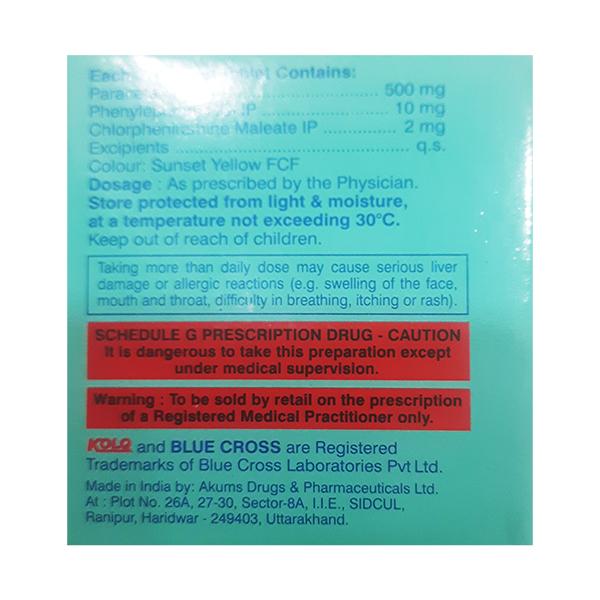 Each Tablet Contains:
........................ 500 mg
IP ........................ 10 mg
Maleate IP .............. 2 mg
Excipients ........................................ q.s.
Colour: Sunset Yellow FCF
Dosage : As prescribed by the Physician.
Store protected from light & moisture,
at a temperature not exceeding 30°C.
Keep out of reach of children.
Taking more than daily dose may cause serious liver
damage or allergic reactions (e.g. swelling of the face,
mouth and throat, difficulty in breathing, itching or rash).
SCHEDULE G PRESCRIPTION DRUG - CAUTION
It is dangerous to take this preparation except
under medical supervision.
Warning : To be sold by retail on the prescription
of a Registered Medical Practitioner only.
KOLQ and BLUE CROSS are Registered
Trademarks of Blue Cross Laboratories Pvt Ltd.
Made in India by: Akums Drugs & Pharmaceuticals Ltd.
At : Plot No. 26A, 27-30, Sector-8A, I.I.E., SIDCUL,
Ranipur, Haridwar - 249403, Uttarakhand.